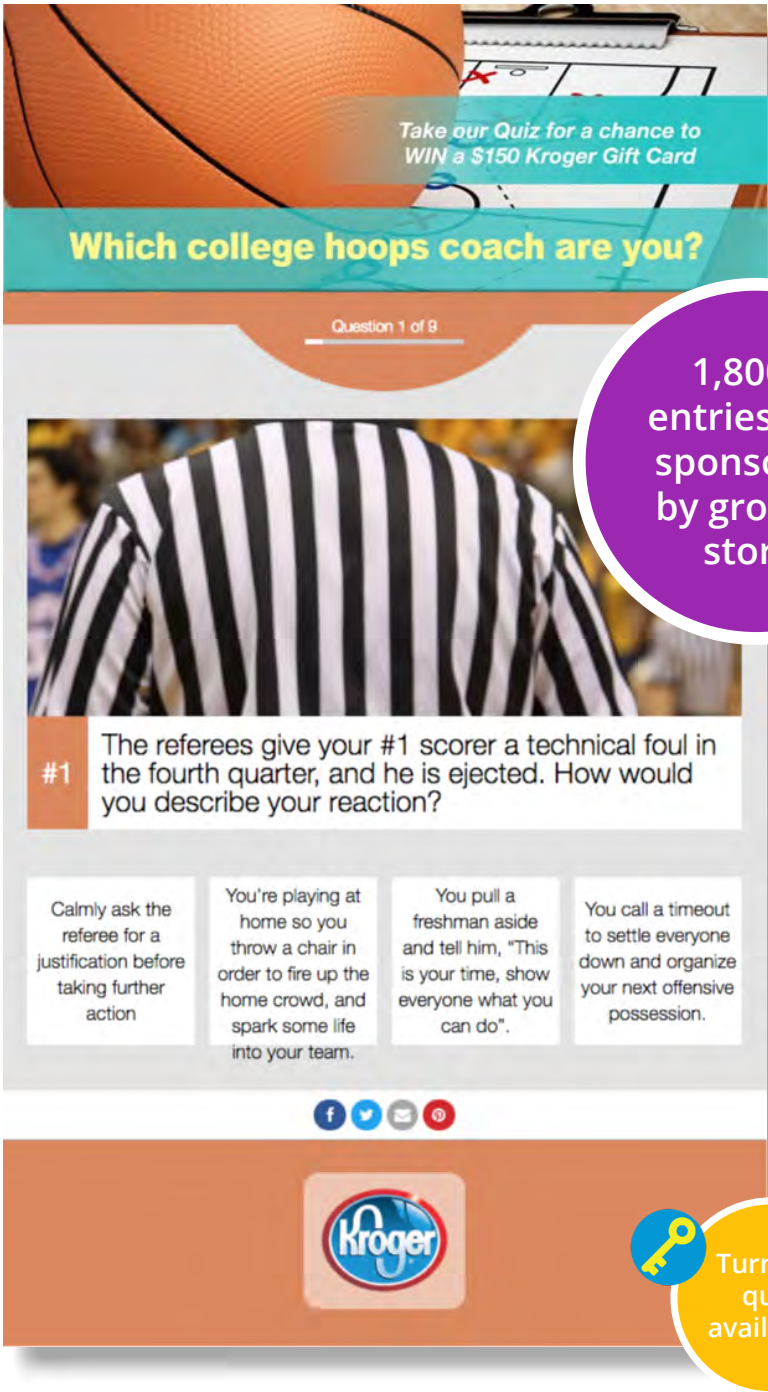 Take our Quiz for a chance to
WIN a $150 Kroger Gift Card
Which college hoops coach are you?
Question 1 of 9
1,80
entries
by
#1
The referees give your #1 scorer a technical foul in
the fourth quarter, and he is ejected. How would
you describe your reaction?
Calmly ask the
referee for a
justification before
taking further
action
You're playing at
home so you
throw a chair in
order to fire up the
home crowd, and
spark some life
into your team.
You pull a
freshman aside
and tell him, "This
is your time, show
everyone what you
can do".
You call a timeout
to settle everyone
down and organize
your next offensive
possession.
Kroger
Turn